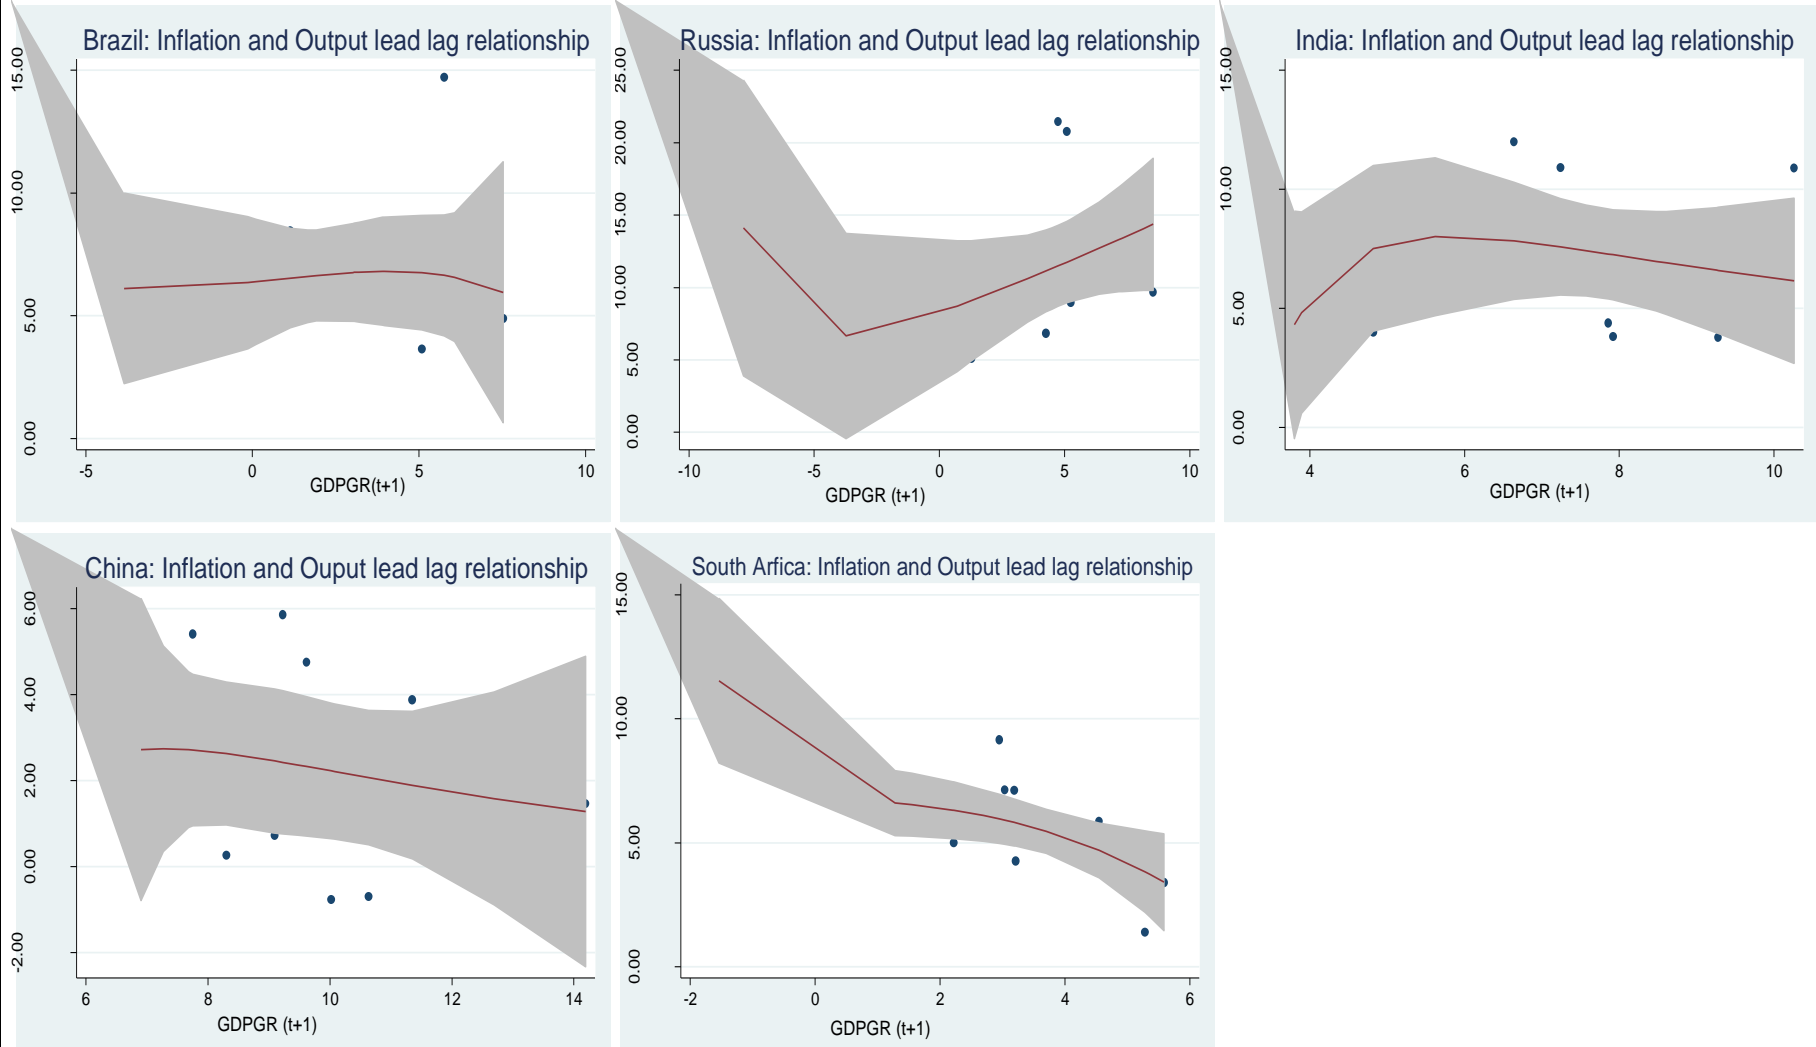 Brazil: Inflation and Output lead lag relationship
15.00
10.00
5.00
0.00
-5 0 5 10
GDPGR(t+1)
Russia: Inflation and Output lead lag relationship
25.00
20.00
15.00
10.00
5.00
0.00
-10 -5 0 5 10
GDPGR (t+1)
India: Inflation and Output lead lag relationship
15.00
10.00
5.00
0.00
4 6 8 10
GDPGR (t+1)
China: Inflation and Ouput lead lag relationship
6.00
4.00
2.00
0.00
-2.00
6 8 10 12 14
GDPGR (t+1)
South Arfica: Inflation and Output lead lag relationship
15.00
10.00
5.00
0.00
-2 0 2 4 6
GDPGR (t+1)